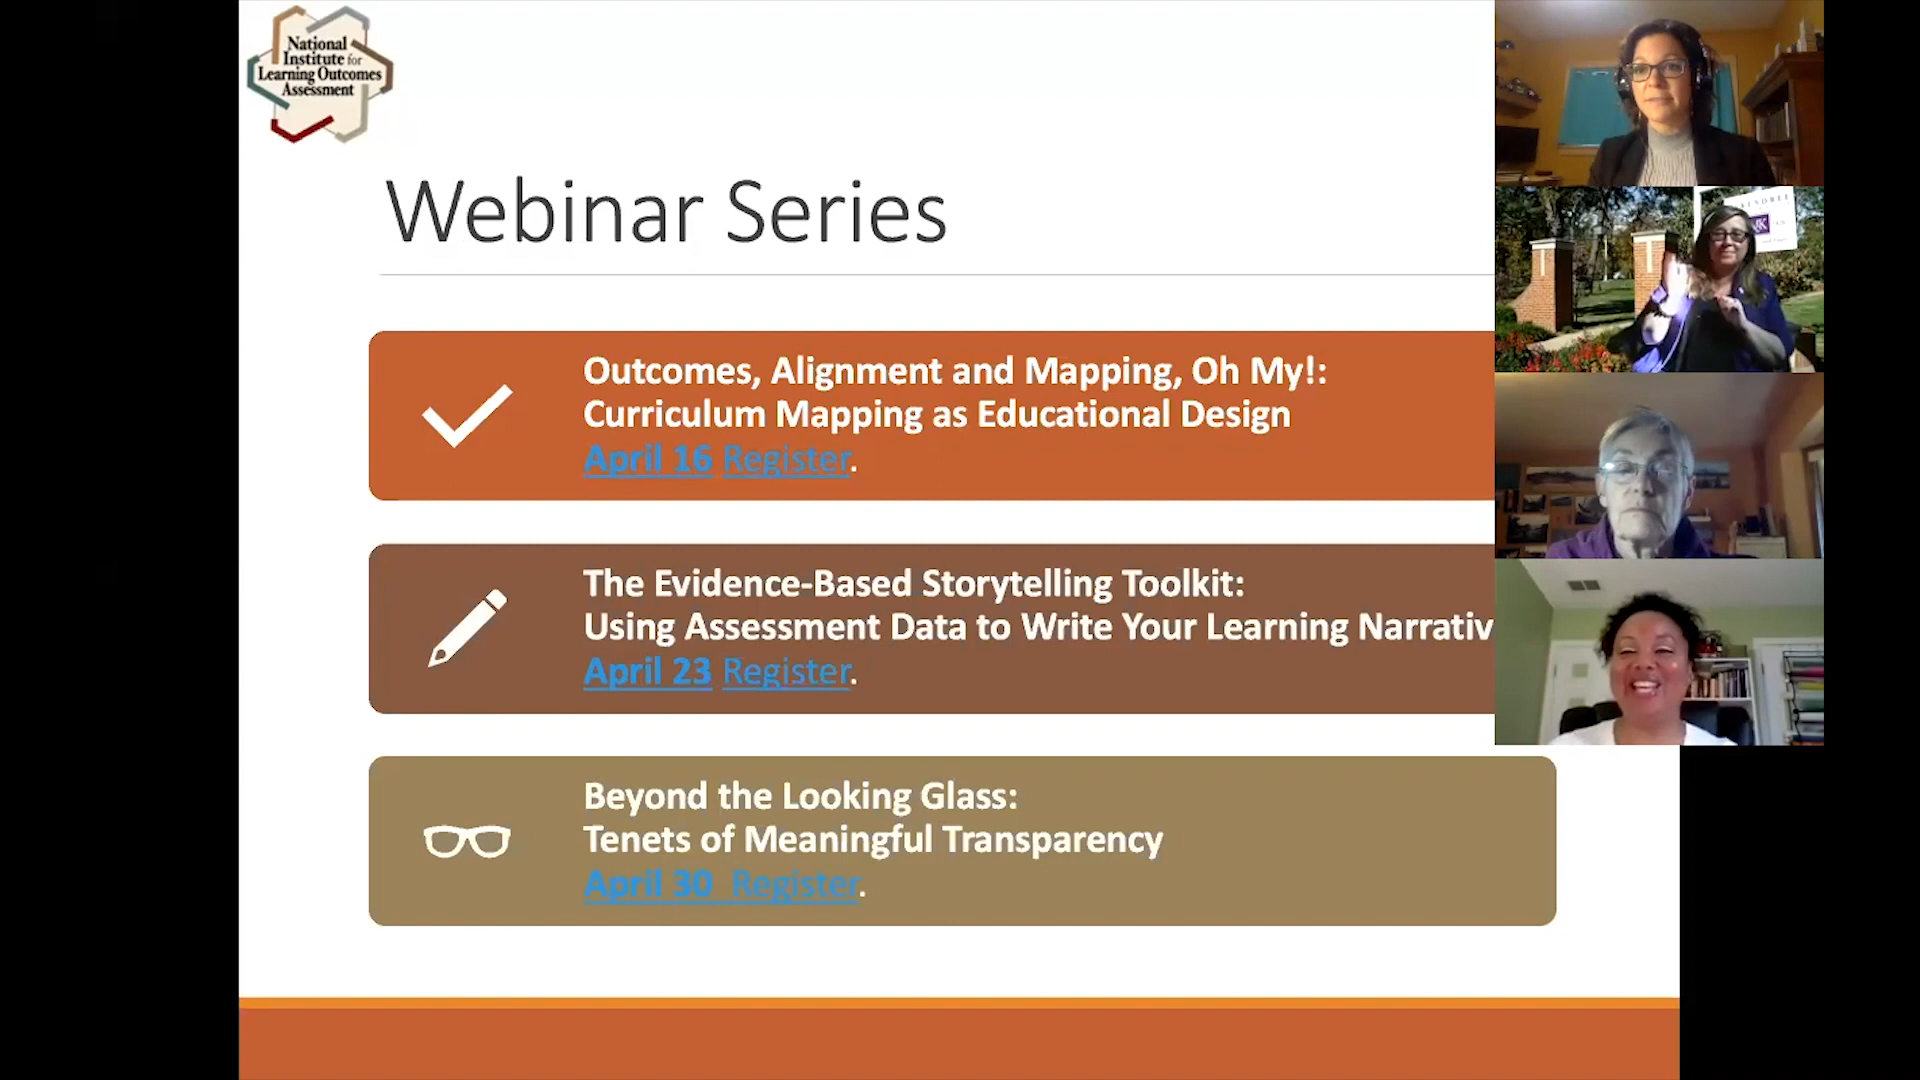 National
Institute for
Learning Outcomes
Assessment
Webinar Series
Outcomes, Alignment and Mapping, Oh My!:
Curriculum Mapping as Educational Design
April 16 Register.
The Evidence-Based Storytelling Toolkit:
Using Assessment Data to Write Your Learning Narrativ
April 23 Register.
Beyond the Looking Glass:
Tenets of Meaningful Transparency
April 30 Register.